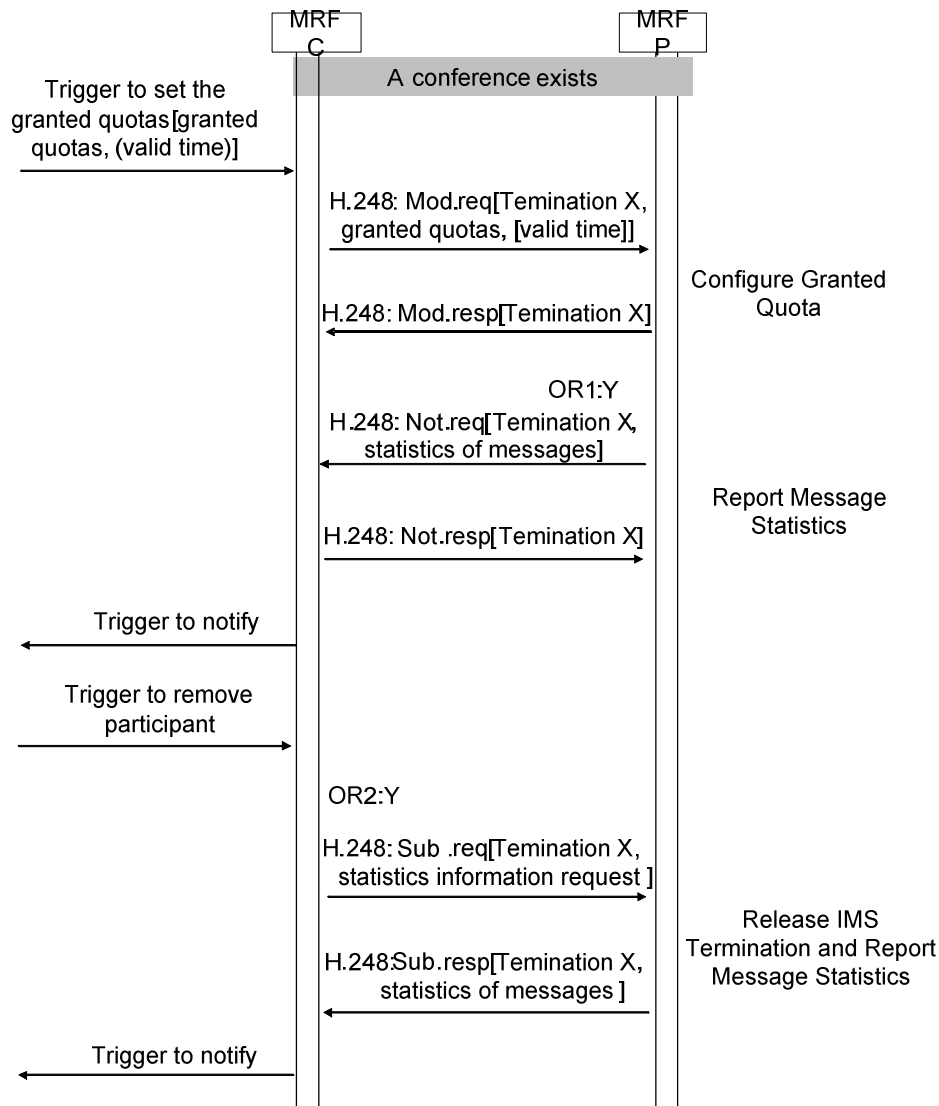 MRF
C
MRF
P
A conference exists
Trigger to set the
granted quotas[granted
quotas, (valid time)]
H.248: Mod.req[Temination X,
granted quotas, [valid time]]
Configure Granted
Quota
H.248: Mod.resp[Temination X]
OR1:Y
H.248: Not.req[Temination X,
statistics of messages]
Report Message
Statistics
H.248: Not.resp[Temination X]
Trigger to notify
Trigger to remove
participant
OR2:Y
H.248: Sub .req[Temination X,
statistics information request ]
Release IMS
Termination and Report
Message Statistics
H.248:Sub.resp[Temination X,
statistics of messages ]
Trigger to notify